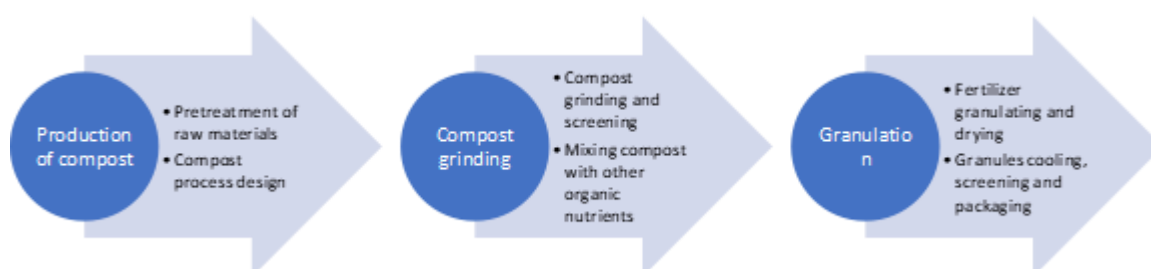 Production
of compost
• Pretreatment of
raw materials
• Compost
process design
Compost
grinding
• Compost
grinding and
screening
• Mixing compost
with other
organic
nutrients
Granulatio
n
• Fertilizer
granulating and
drying
• Granules cooling,
screening and
packaging